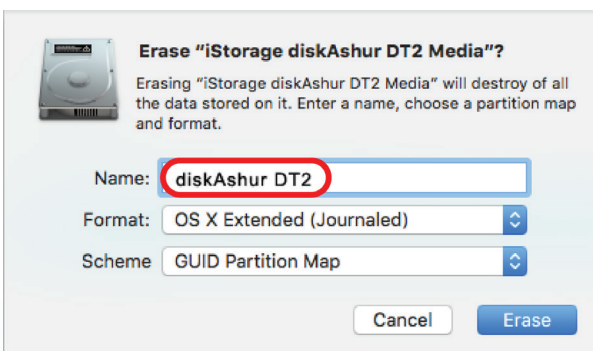 Erase “iStorage diskAshur DT2 Media”?
Erasing “iStorage diskAshur DT2 Media” will destroy of all
the data stored on it. Enter a name, choose a partition map
and format.
Name: diskAshur DT2
Format: OS X Extended (Journaled)
Scheme GUID Partition Map
Cancel Erase